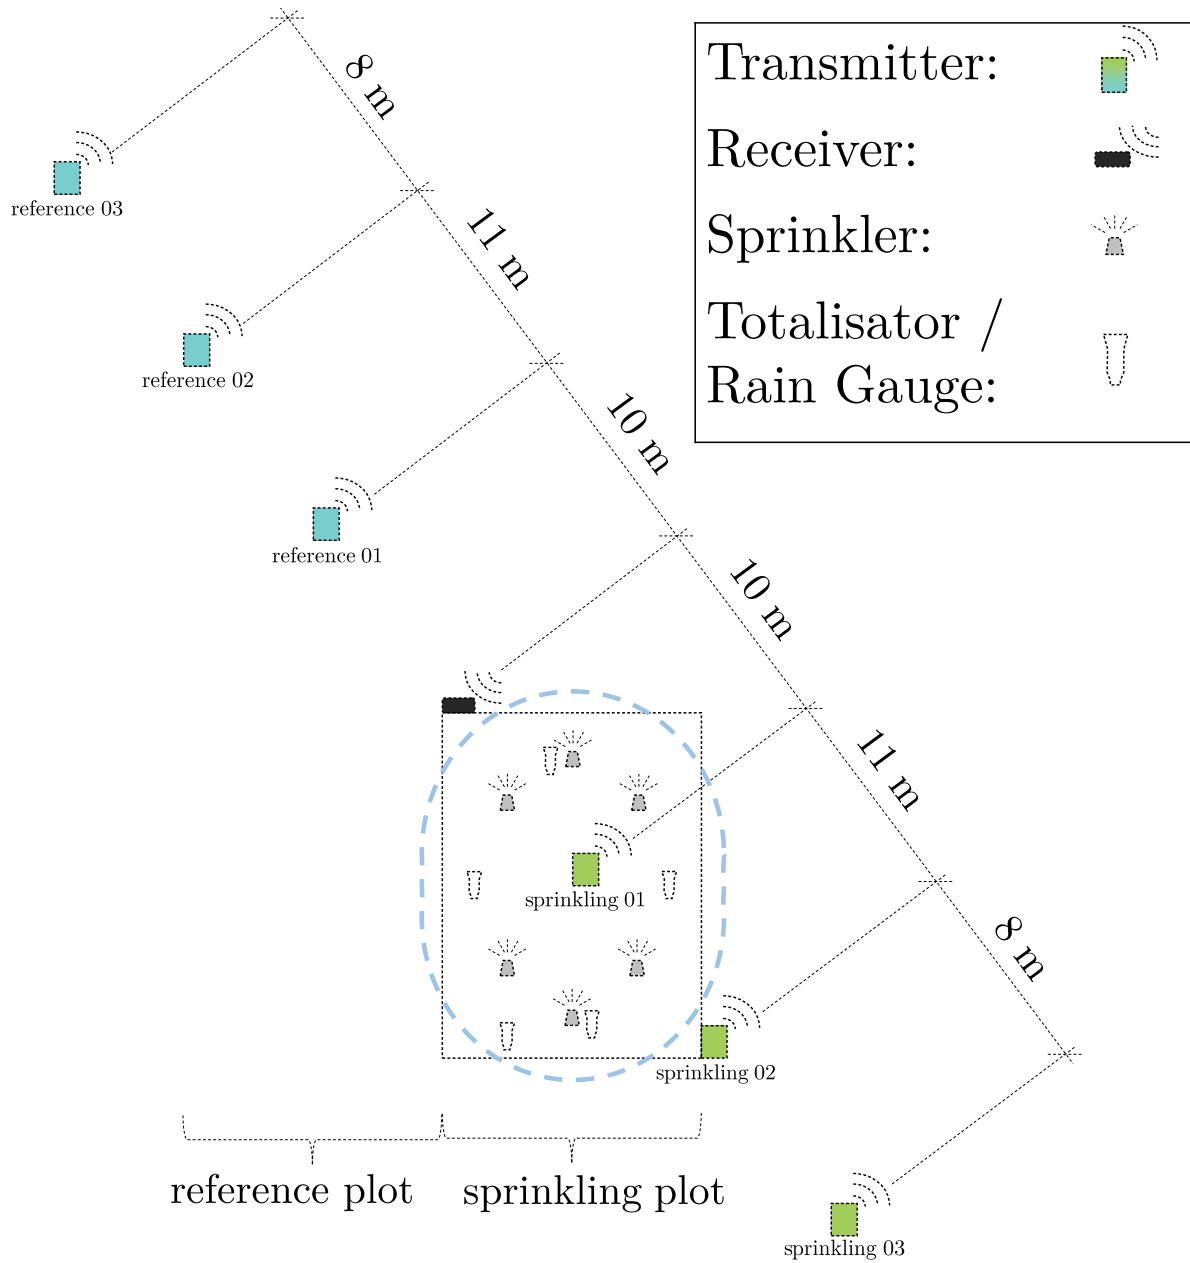 Transmitter:
Receiver:
Sprinkler:
Totalisator /
Rain Gauge:
8 m
11 m
10 m
10 m
11 m
8 m
reference 03
reference 02
reference 01
sprinkling 01
sprinkling 02
sprinkling 03
reference plot
sprinkling plot